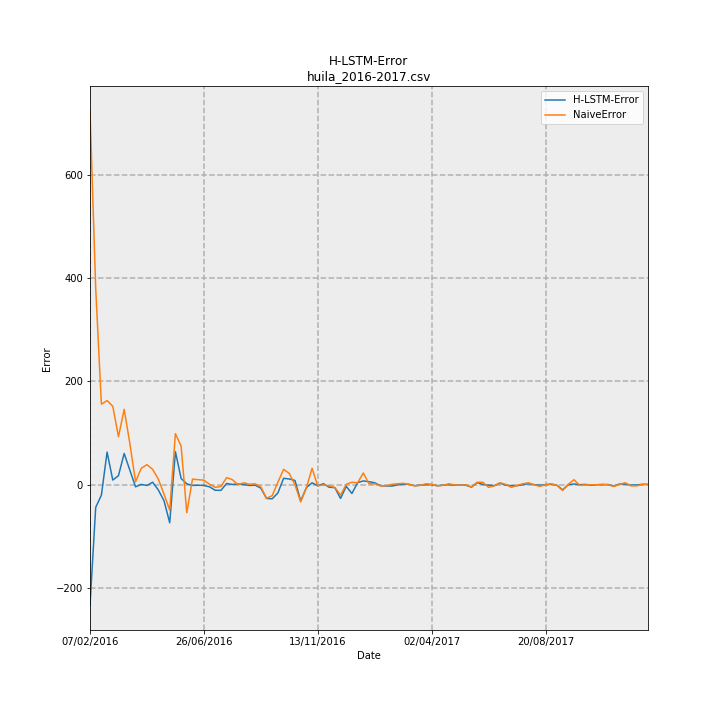 H-LSTM-Error
huila_2016-2017.csv
H-LSTM-Error
NaiveError
600
400
200
0
−200
Error
07/02/2016 26/06/2016 13/11/2016 02/04/2017 20/08/2017
Date